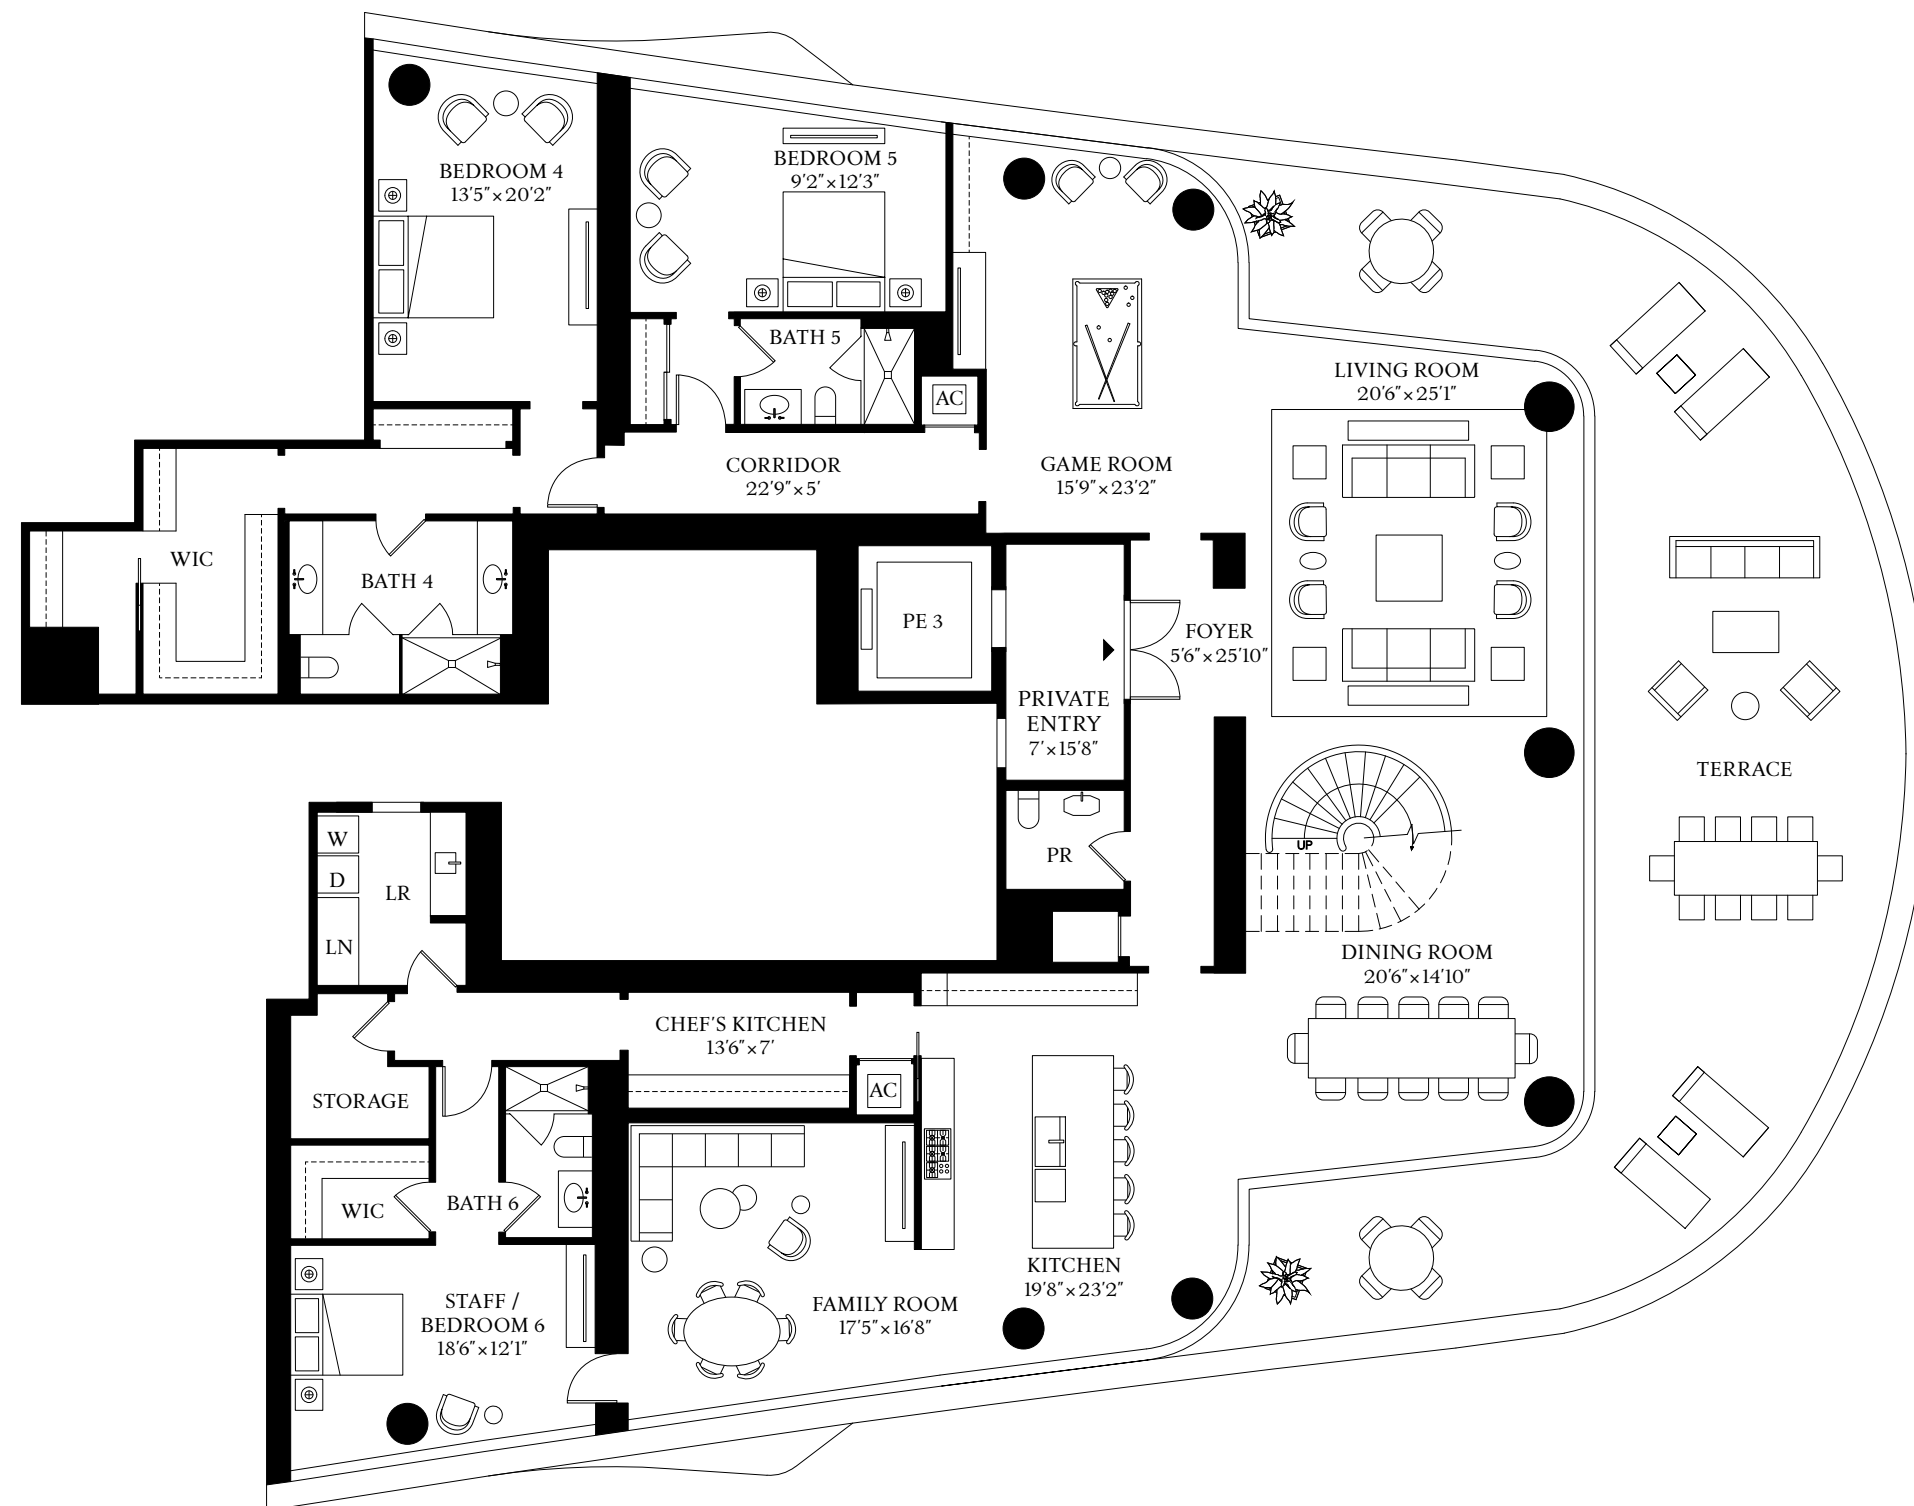 BEDROOM 4
13'5"×20'2"
BEDROOM 5
9'2"×12'3"
BATH 5
AC
LIVING ROOM
20'6"×25'1"
CORRIDOR
22'9"×5'
GAME ROOM
15'9"×23'2"
WIC
BATH 4
PE 3
FOYER
5'6"×25'10"
PRIVATE
ENTRY
7'×15'8"
TERRACE
W
D
LR
LN
PR
UP
DINING ROOM
20'6"×14'10"
CHEF'S KITCHEN
13'6"×7'
AC
STORAGE
WIC
BATH 6
KITCHEN
19'8"×23'2"
STAFF /
BEDROOM 6
18'6"×12'1"
FAMILY ROOM
17'5"×16'8"